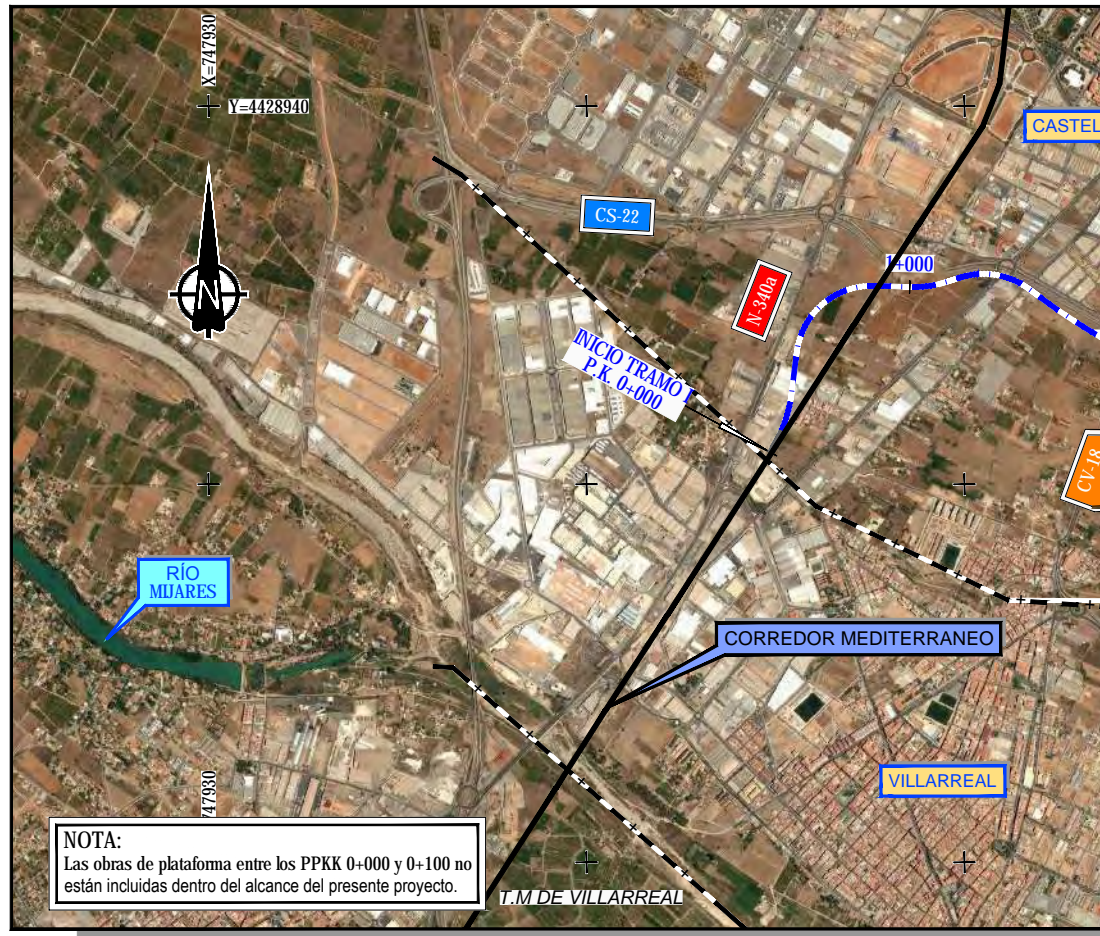 X=747930
Y=4428940
CASTEL
CS-22
1+000
N-340a
INICIO TRAMO I
P.K. 0+000
CV-18
N
RÍO
MIJARES
CORREDOR MEDITERRANEO
VILLARREAL
747930
NOTA:
Las obras de plataforma entre los PPKK 0+000 y 0+100 no
están incluidas dentro del alcance del presente proyecto.
T.M DE VILLARREAL